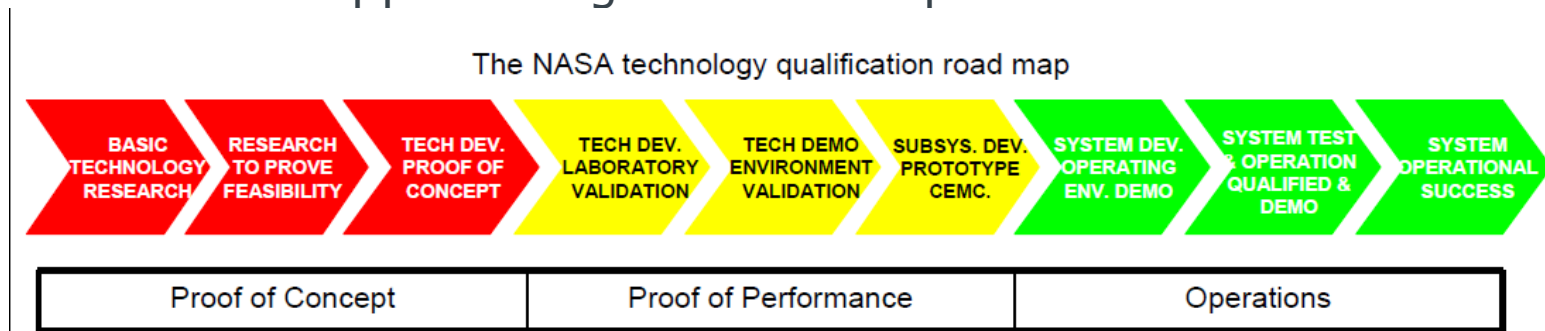 The NASA technology qualification road map
BASIC
TECHNOLOGY
RESEARCH
RESEARCH
TO PROVE
FEASIBILITY
TECH DEV.
PROOF OF
CONCEPT
TECH DEV.
LABORATORY
VALIDATION
TECH DEMO
ENVIRONMENT
VALIDATION
SUBSYS. DEV.
PROTOTYPE
CEMC.
SYSTEM DEV.
OPERATING
ENV. DEMO
SYSTEM TEST
& OPERATION
QUALIFIED &
DEMO
SYSTEM
OPERATIONAL
SUCCESS
Proof of Concept
Proof of Performance
Operations